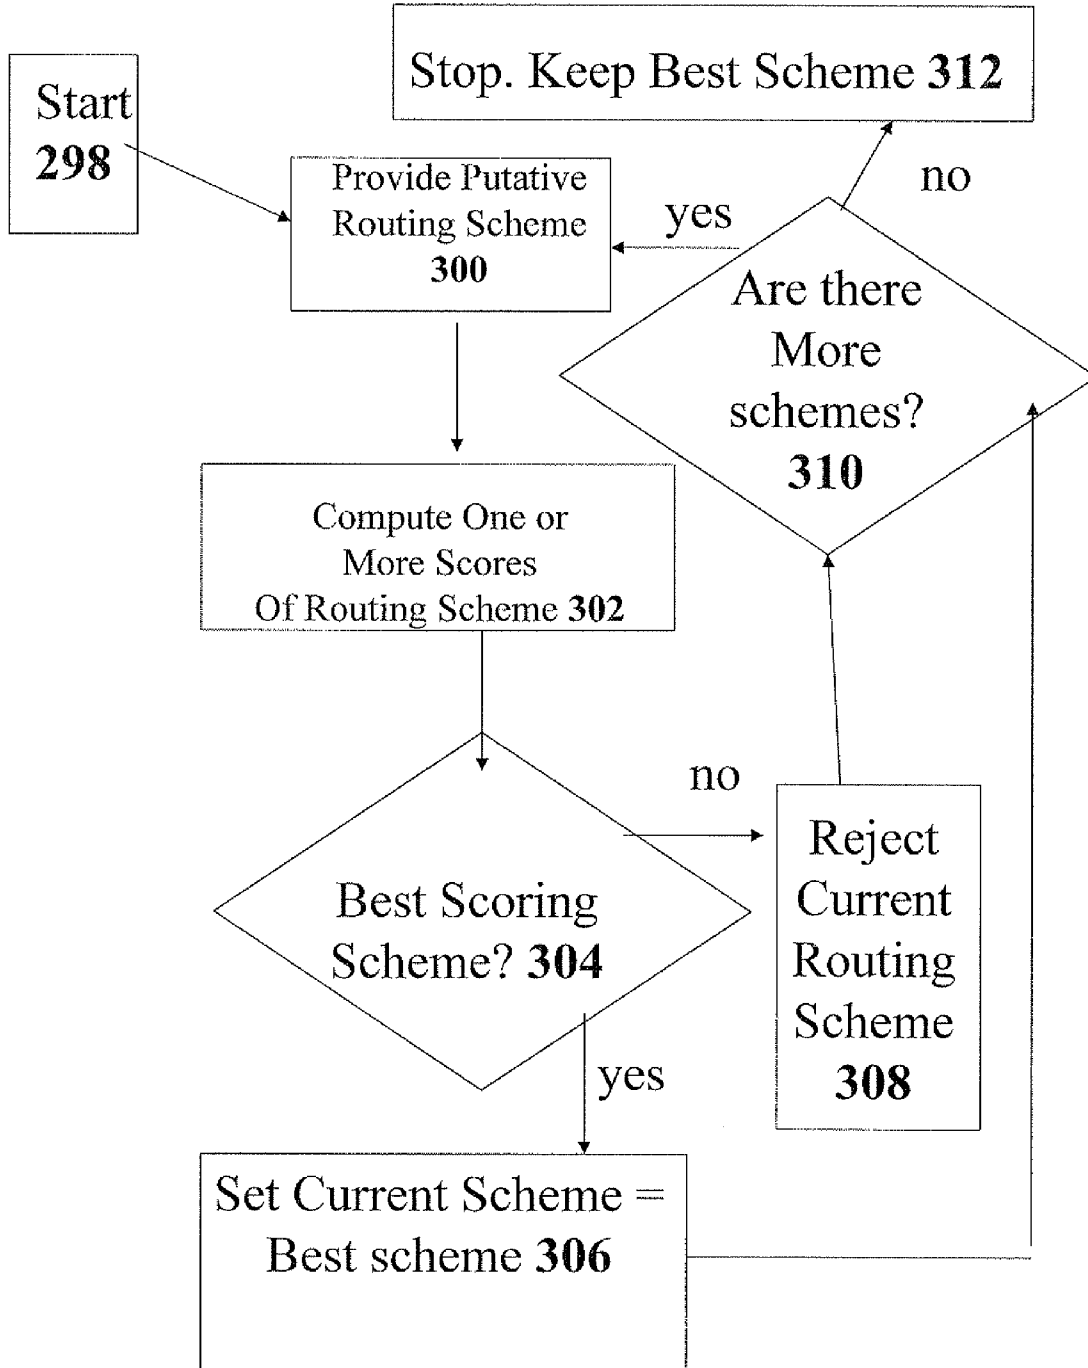 Start
298
Stop. Keep Best Scheme 312
Provide Putative
Routing Scheme
300
yes
no
Are there
More
schemes?
310
Compute One or
More Scores
Of Routing Scheme 302
Best Scoring
Scheme? 304
no
Reject
Current
Routing
Scheme
308
yes
Set Current Scheme =
Best scheme 306